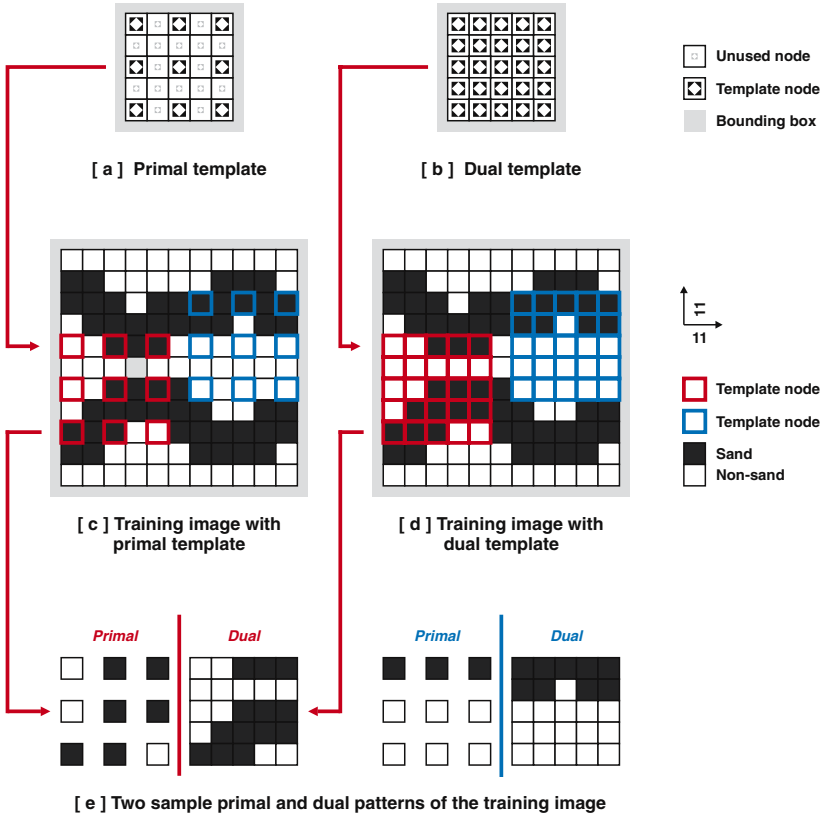 Unused node
Template node
Bounding box
[ a ] Primal template
[ b ] Dual template
11
11
Template node
Template node
Sand
Non-sand
[ c ] Training image with
primal template
[ d ] Training image with
dual template
Primal
Dual
Primal
Dual
[ e ] Two sample primal and dual patterns of the training image